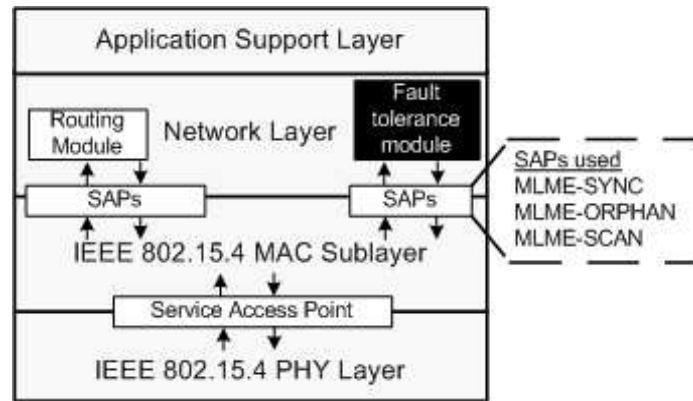 Application Support Layer
Routing
Module
Network Layer
Fault
tolerance
module
SAPs
SAPs
SAPs used
MLME-SYNC
MLME-ORPHAN
MLME-SCAN
IEEE 802.15.4 MAC Sublayer
Service Access Point
IEEE 802.15.4 PHY Layer